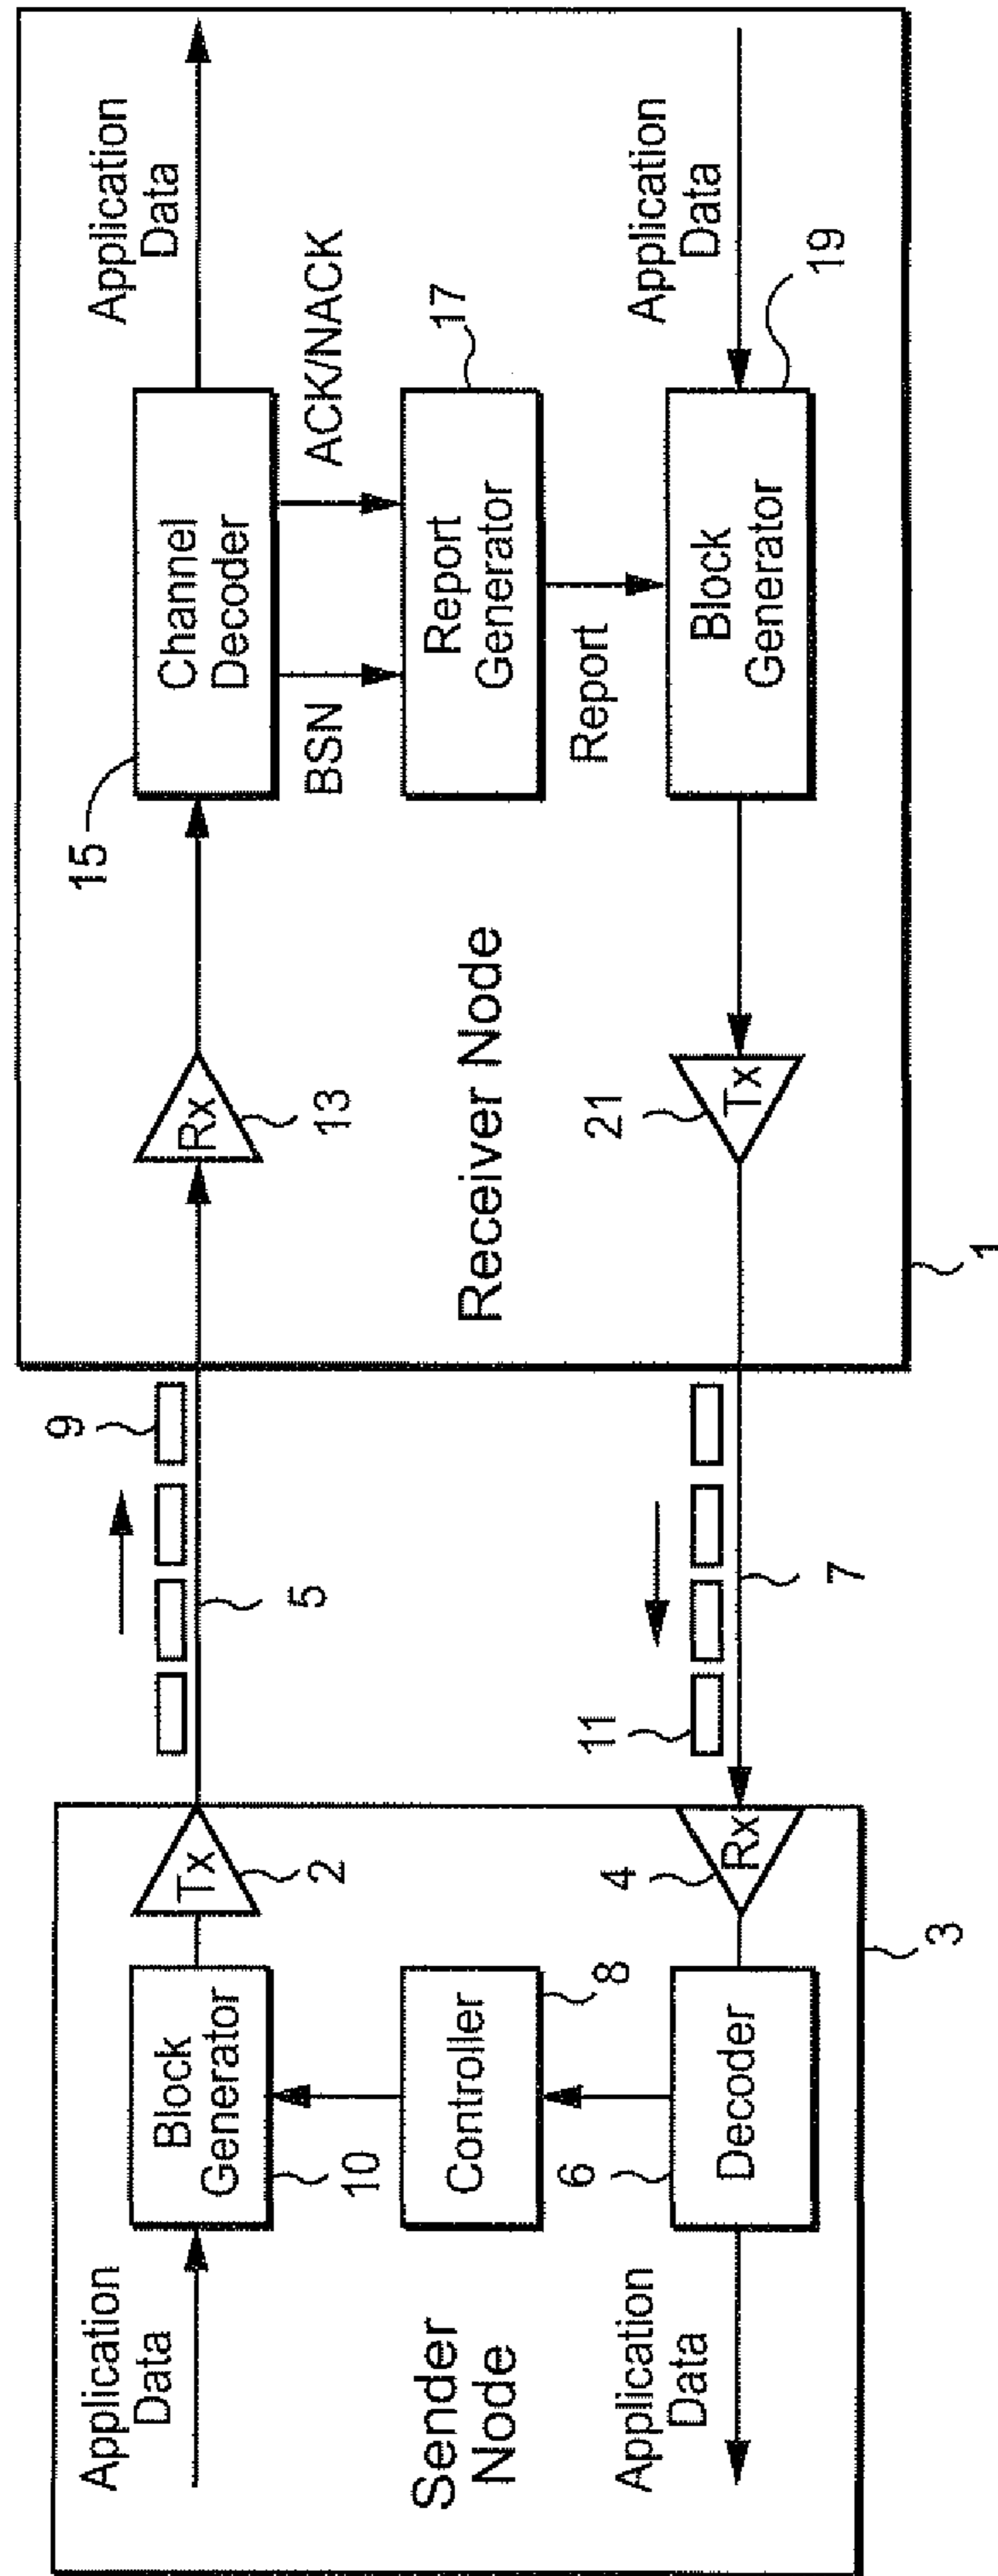 Application
Data
Block
Generator
10
Tx
2
Controller
8
Sender
Node
Application
Data
Decoder
6
Rx
4
3
9
5
11
7
Rx
13
15
Channel
Decoder
Application
Data
BSN
ACK/NACK
Receiver Node
Report
Generator
17
Report
Tx
21
Block
Generator
19
Application
Data
1